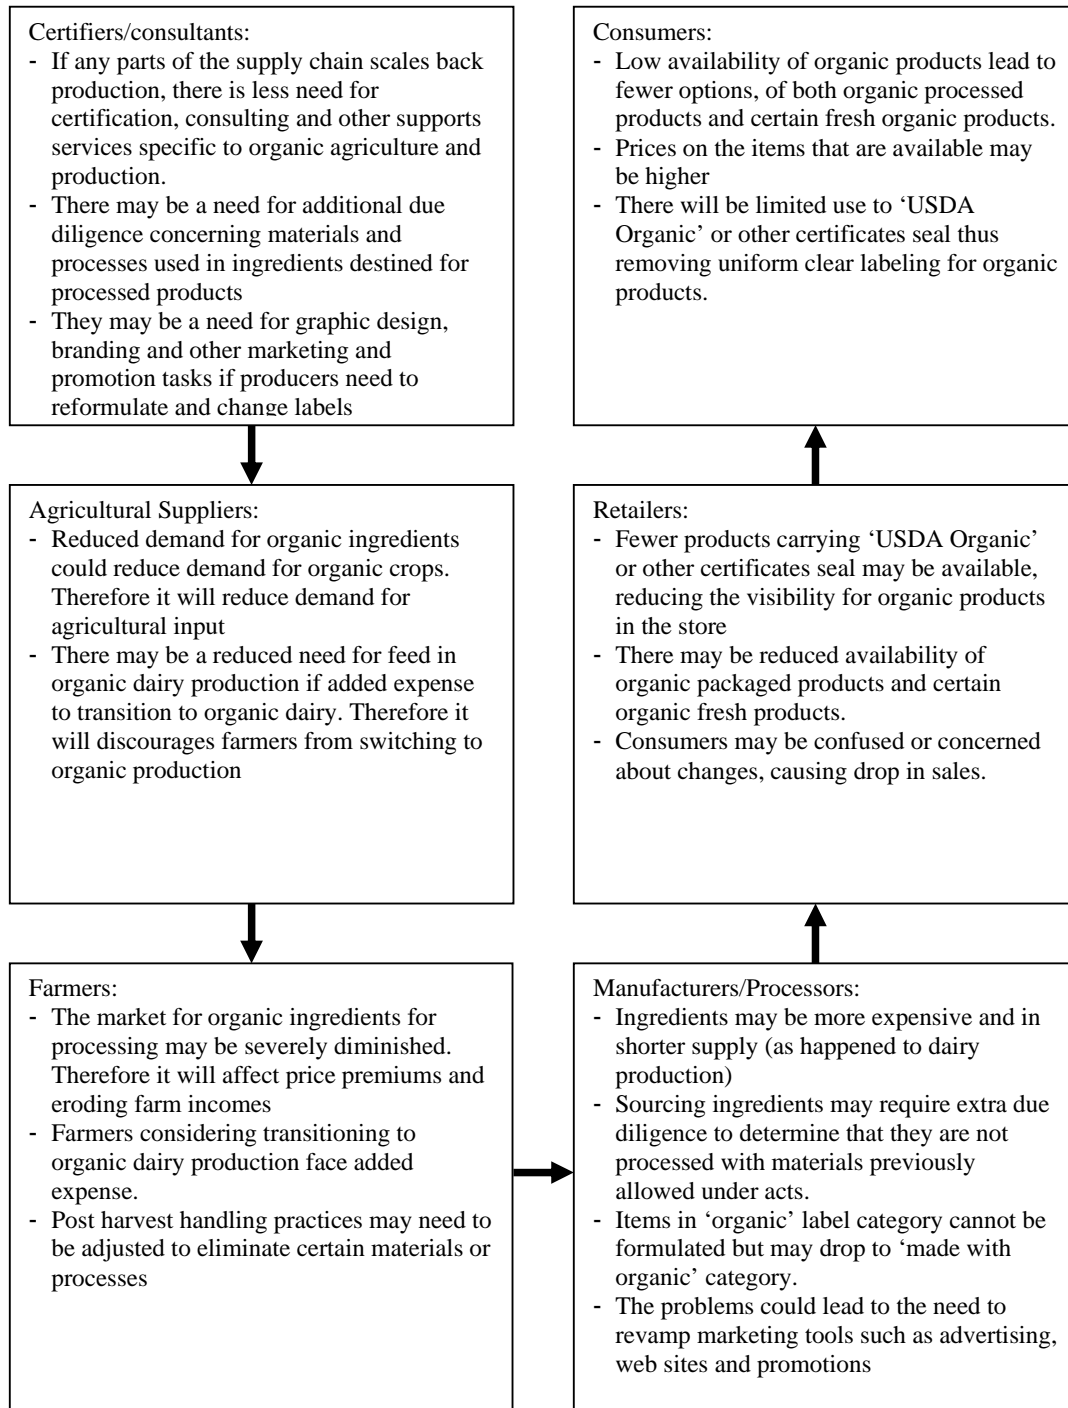 Certifiers/consultants:
- If any parts of the supply chain scales back
production, there is less need for
certification, consulting and other supports
services specific to organic agriculture and
production.
- There may be a need for additional due
diligence concerning materials and
processes used in ingredients destined for
processed products
- They may be a need for graphic design,
branding and other marketing and
promotion tasks if producers need to
reformulate and change labels
Agricultural Suppliers:
- Reduced demand for organic ingredients
could reduce demand for organic crops.
Therefore it will reduce demand for
agricultural input
- There may be a reduced need for feed in
organic dairy production if added expense
to transition to organic dairy. Therefore it
will discourages farmers from switching to
organic production
Farmers:
- The market for organic ingredients for
processing may be severely diminished.
Therefore it will affect price premiums and
eroding farm incomes
- Farmers considering transitioning to
organic dairy production face added
expense.
- Post harvest handling practices may need to
be adjusted to eliminate certain materials or
processes
Manufacturers/Processors:
- Ingredients may be more expensive and in
shorter supply (as happened to dairy
production)
- Sourcing ingredients may require extra due
diligence to determine that they are not
processed with materials previously
allowed under acts.
- Items in ‘organic’ label category cannot be
formulated but may drop to ‘made with
organic’ category.
- The problems could lead to the need to
revamp marketing tools such as advertising,
web sites and promotions
Retailers:
- Fewer products carrying ‘USDA Organic’
or other certificates seal may be available,
reducing the visibility for organic products
in the store
- There may be reduced availability of
organic packaged products and certain
organic fresh products.
- Consumers may be confused or concerned
about changes, causing drop in sales.
Consumers:
- Low availability of organic products lead to
fewer options, of both organic processed
products and certain fresh organic products.
- Prices on the items that are available may
be higher
- There will be limited use to ‘USDA
Organic’ or other certificates seal thus
removing uniform clear labeling for organic
products.